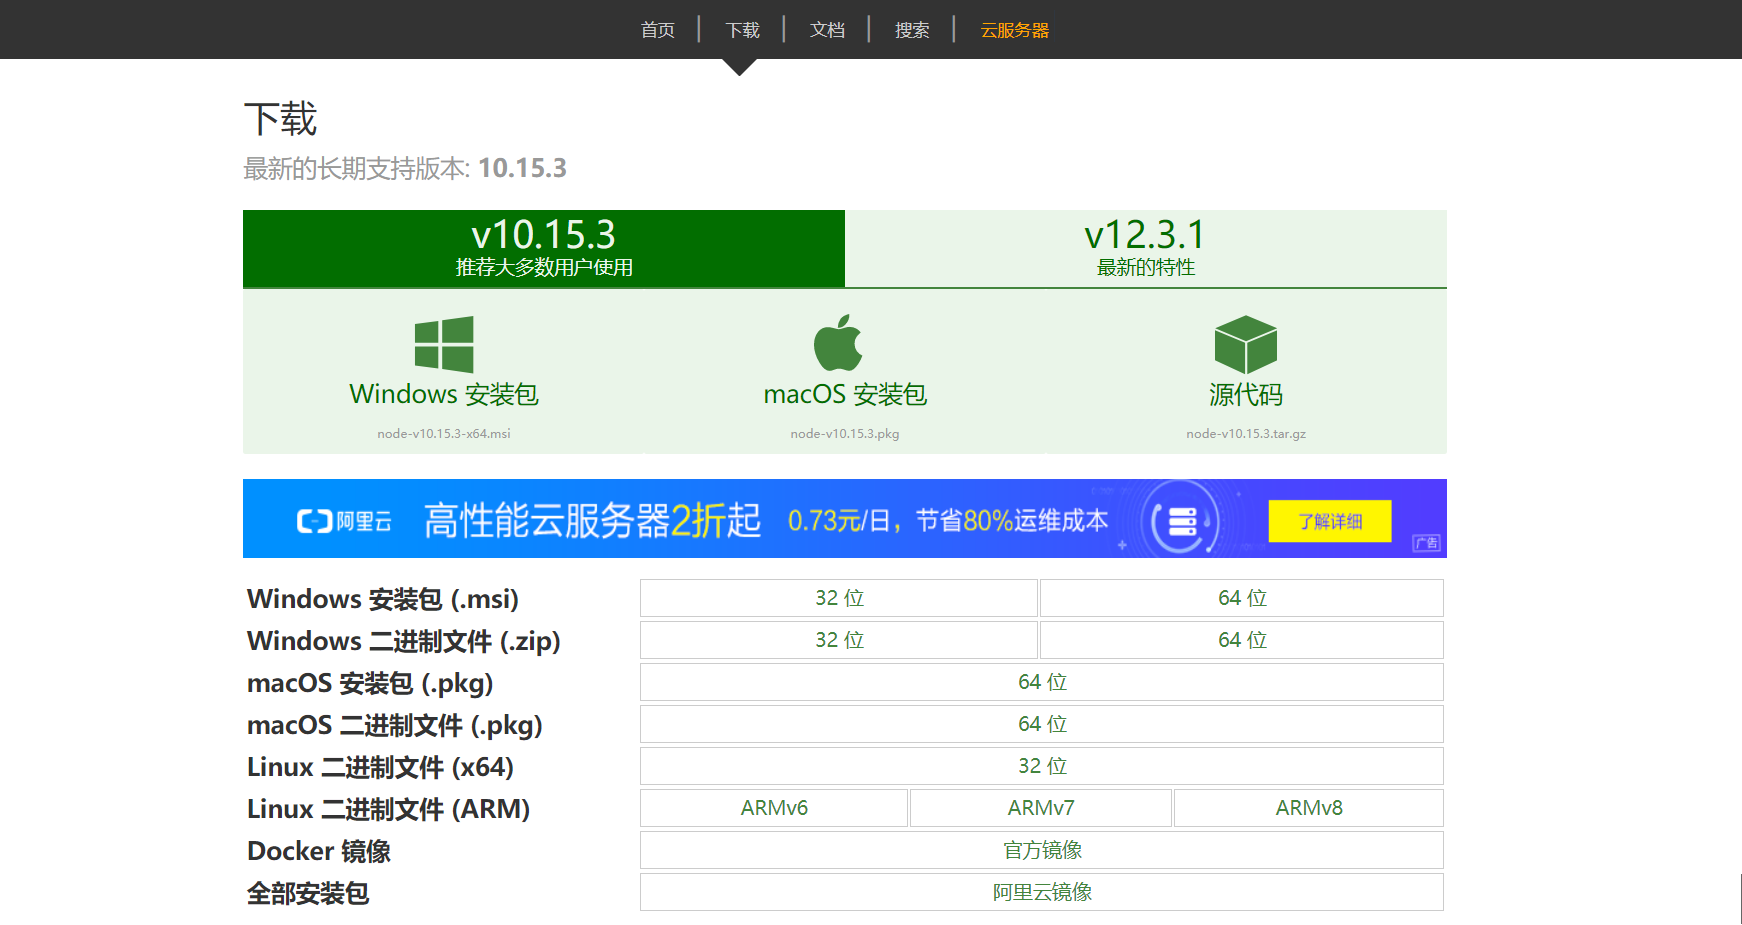 首页 下载 文档 搜索 云服务器
下载
最新的长期支持版本: 10.15.3
v10.15.3
推荐大多数用户使用
v12.3.1
最新的特性
Windows 安装包
node-v10.15.3-x64.msi
macOS 安装包
node-v10.15.3.pkg
源代码
node-v10.15.3.tar.gz
阿里云 高性能云服务器2折起 0.73元/日，节省80%运维成本 了解详细
广告
Windows 安装包 (.msi) 32 位 64 位
Windows 二进制文件 (.zip) 32 位 64 位
macOS 安装包 (.pkg) 64 位
macOS 二进制文件 (.pkg) 64 位
Linux 二进制文件 (x64) 32 位
Linux 二进制文件 (ARM) ARMv6 ARMv7 ARMv8
Docker 镜像 官方镜像
全部安装包 阿里云镜像